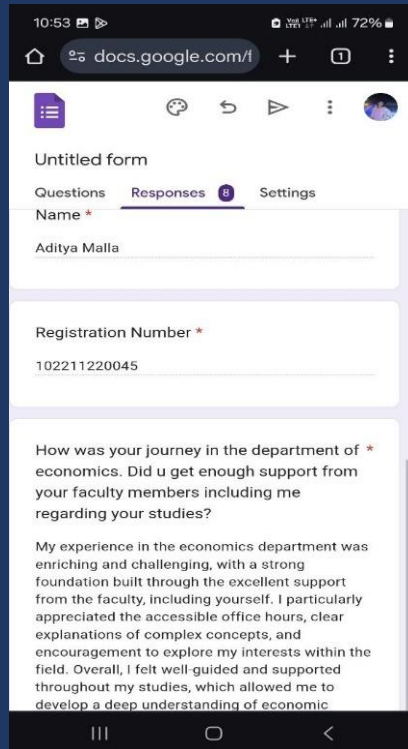 10:53
Vo) LTE+ 72%
docs.google.com/f
1
Untitled form
Questions Responses 8 Settings
Name *
Aditya Malla
Registration Number *
102211220045
How was your journey in the department of *
economics. Did u get enough support from
your faculty members including me
regarding your studies?
My experience in the economics department was
enriching and challenging, with a strong
foundation built through the excellent support
from the faculty, including yourself. I particularly
appreciated the accessible office hours, clear
explanations of complex concepts, and
encouragement to explore my interests within the
field. Overall, I felt well-guided and supported
throughout my studies, which allowed me to
develop a deep understanding of economic